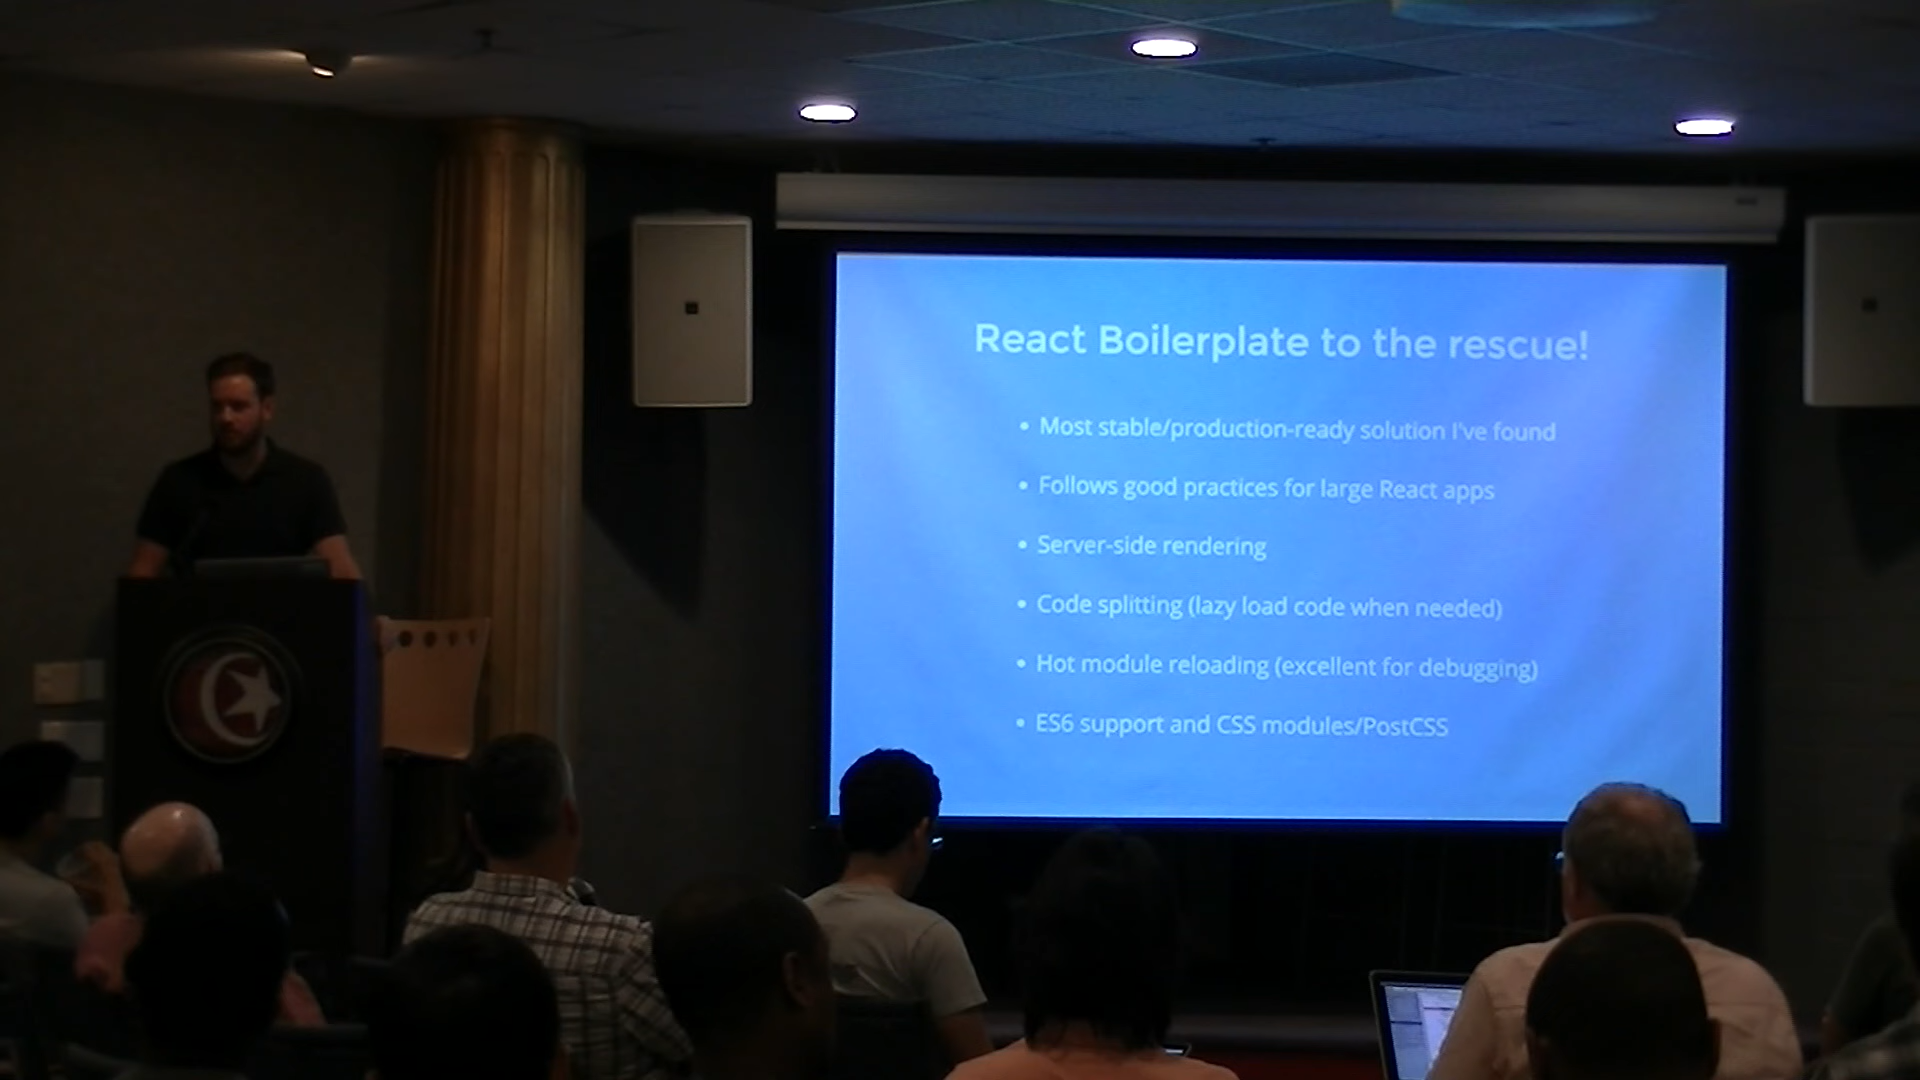 React Boilerplate to the rescue!
• Most stable/production-ready solution I've found
• Follows good practices for large React apps
• Server-side rendering
• Code splitting (lazy load code when needed)
• Hot module reloading (excellent for debugging)
• ES6 support and CSS modules/PostCSS